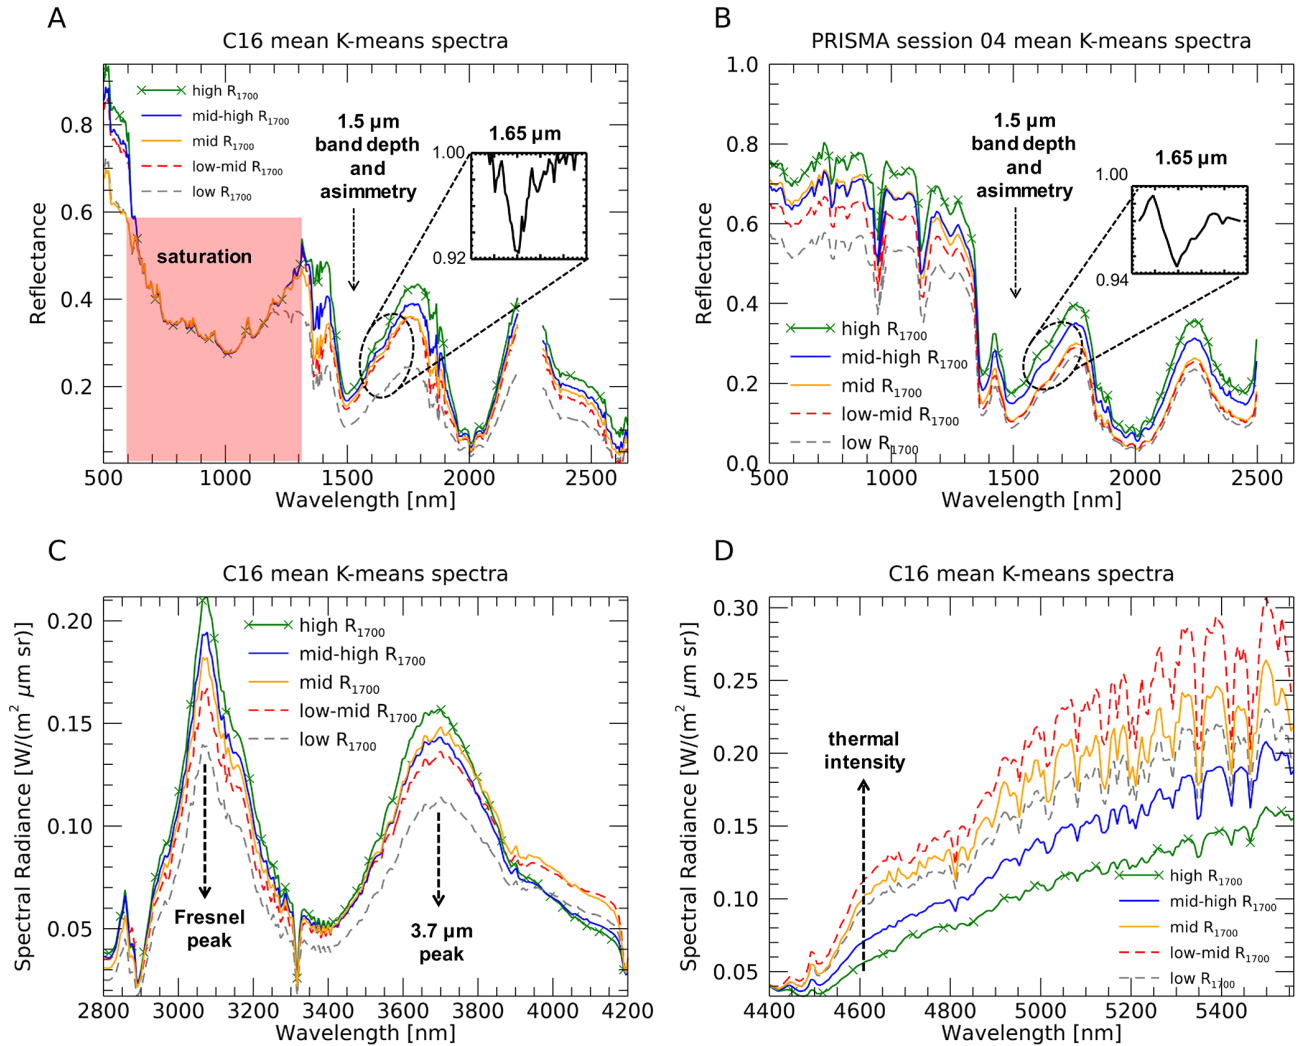 A
C16 mean K-means spectra
high R1700
mid-high R1700
mid R1700
low-mid R1700
low R1700
saturation
1.5 μm
band depth
and
asimmetry
1.65 μm
1.00
0.92
0.8
0.6
0.4
0.2
Reflectance
500
1000
1500
2000
2500
Wavelength [nm]
B
PRISMA session 04 mean K-means spectra
1.5 μm
band depth
and
asimmetry
1.65 μm
1.00
0.94
high R1700
mid-high R1700
mid R1700
low-mid R1700
low R1700
1.0
0.8
0.6
0.4
0.2
0.0
Reflectance
500
1000
1500
2000
2500
Wavelength [nm]
C
C16 mean K-means spectra
high R1700
mid-high R1700
mid R1700
low-mid R1700
low R1700
Fresnel
peak
3.7 μm
peak
0.20
0.15
0.10
0.05
Spectral Radiance [W/(m² μm sr)]
2800
3000
3200
3400
3600
3800
4000
4200
Wavelength [nm]
D
C16 mean K-means spectra
thermal
intensity
high R1700
mid-high R1700
mid R1700
low-mid R1700
low R1700
0.30
0.25
0.20
0.15
0.10
0.05
Spectral Radiance [W/(m² μm sr)]
4400
4600
4800
5000
5200
5400
Wavelength [nm]